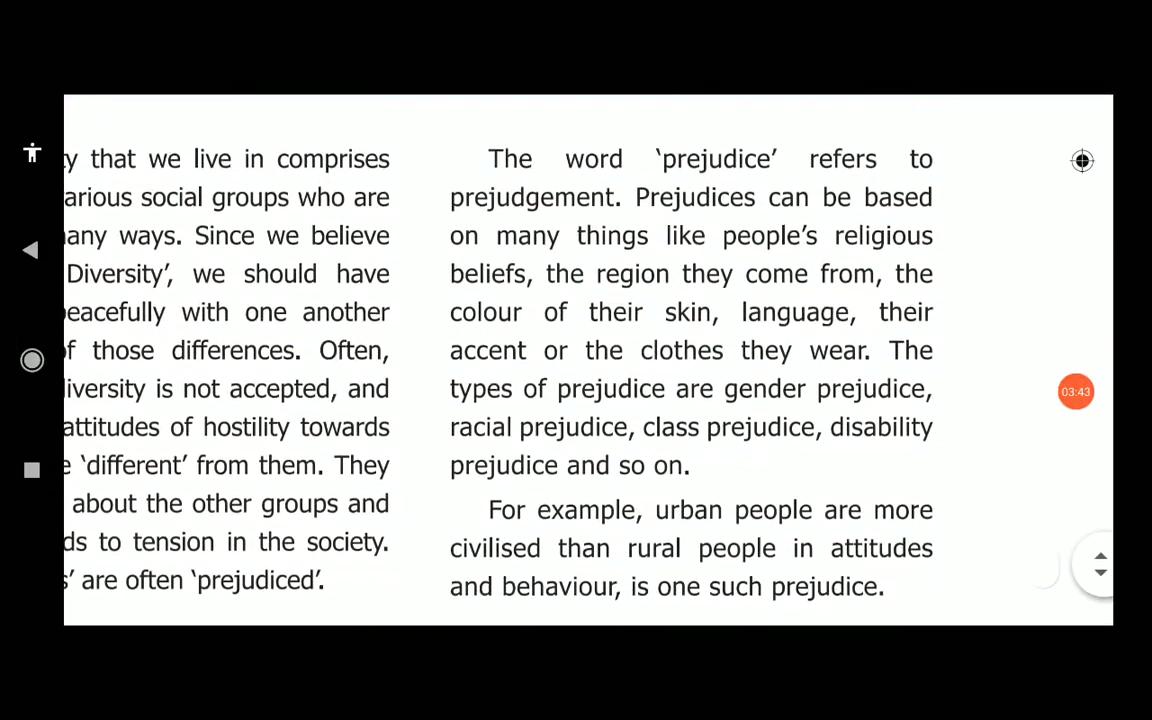 ty that we live in comprises
arious social groups who are
any ways. Since we believe
Diversity’, we should have
peacefully with one another
of those differences. Often,
iversity is not accepted, and
attitudes of hostility towards
e ‘different’ from them. They
about the other groups and
ds to tension in the society.
s’ are often ‘prejudiced’.
The word ‘prejudice’ refers to
prejudgement. Prejudices can be based
on many things like people’s religious
beliefs, the region they come from, the
colour of their skin, language, their
accent or the clothes they wear. The
types of prejudice are gender prejudice,
racial prejudice, class prejudice, disability
prejudice and so on.
For example, urban people are more
civilised than rural people in attitudes
and behaviour, is one such prejudice.
03:43